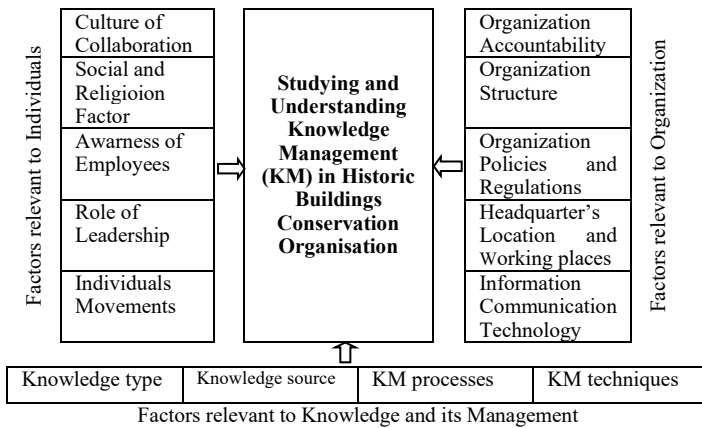 Factors relevant to Individuals
Culture of
Collaboration
Social and
Religioion
Factor
Awarness of
Employees
Role of
Leadership
Individuals
Movements
Studying and
Understanding
Knowledge
Management
(KM) in Historic
Buildings
Conservation
Organisation
Organization
Accountability
Organization
Structure
Organization
Policies and
Regulations
Headquarter’s
Location and
Working places
Information
Communication
Technology
Factors relevant to Organization
Knowledge type
Knowledge source
KM processes
KM techniques
Factors relevant to Knowledge and its Management